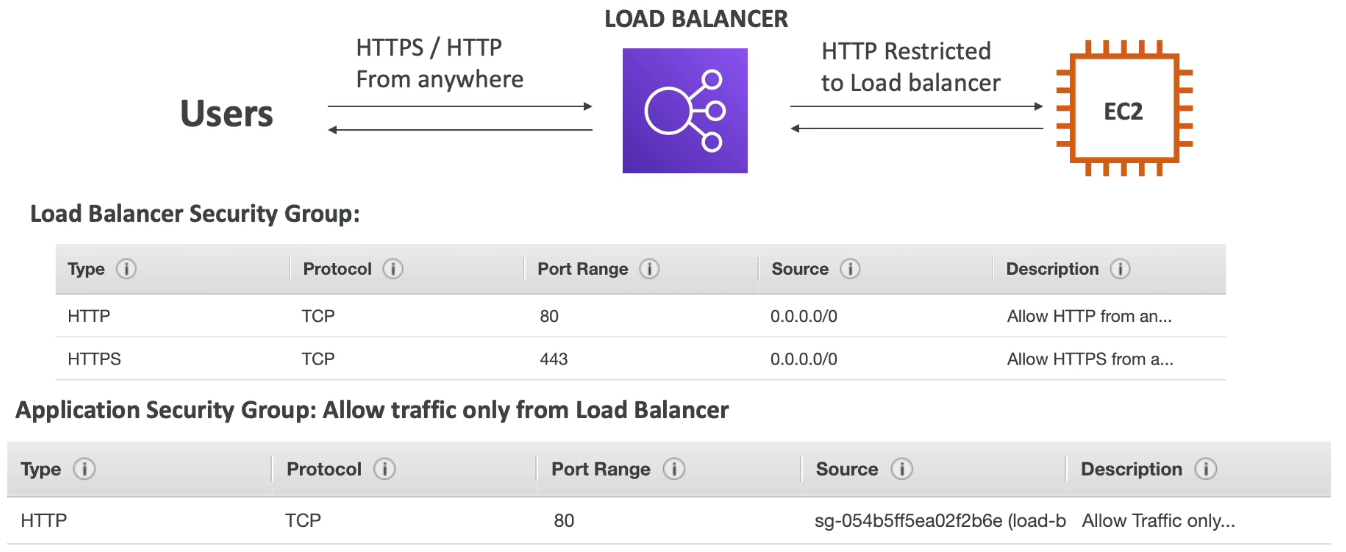 LOAD BALANCER
HTTPS / HTTP
From anywhere
HTTP Restricted
to Load balancer
Users
EC2
Load Balancer Security Group:
Type Protocol Port Range Source Description
HTTP TCP 80 0.0.0.0/0 Allow HTTP from an...
HTTPS TCP 443 0.0.0.0/0 Allow HTTPS from a...
Application Security Group: Allow traffic only from Load Balancer
Type Protocol Port Range Source Description
HTTP TCP 80 sg-054b5ff5ea02f2b6e (load-b Allow Traffic only...